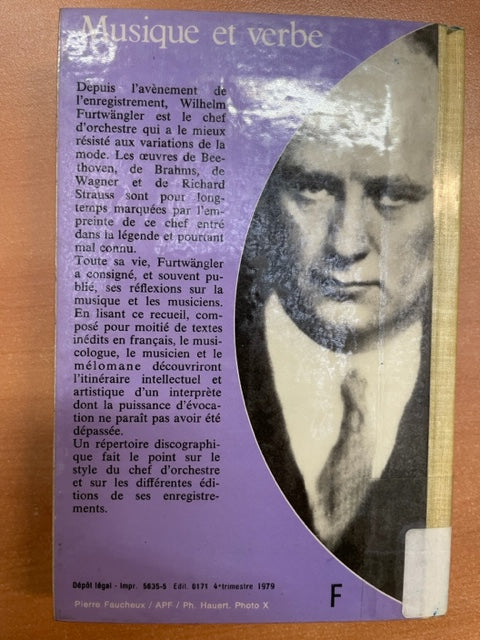 Musique et verbe
Depuis l'avènement de
l'enregistrement, Wilhelm
Furtwängler est le chef
d'orchestre qui a le mieux
résisté aux variations de la
mode. Les œuvres de Bee-
thoven, de Brahms, de
Wagner et de Richard
Strauss sont pour long-
temps marquées par l'em-
preinte de ce chef entré
dans la légende et pourtant
mal connu.
Toute sa vie, Furtwängler
a consigné, et souvent pu-
blié, ses réflexions sur la
musique et les musiciens.
En lisant ce recueil, com-
posé pour moitié de textes
inédits en français, le musi-
cologue, le musicien et le
mélomane découvriront
l'itinéraire intellectuel et
artistique d'un interprète
dont la puissance d'évoca-
tion ne paraît pas avoir été
dépassée.
Un répertoire discographi-
que fait le point sur le
style du chef d'orchestre
et sur les différentes édi-
tions de ses enregistre-
ments.
Dépôt légal - Impr. 5635-5 Edit. 0171 4e trimestre 1979
Pierre Faucheux / APF / Ph. Hauert. Photo X
F